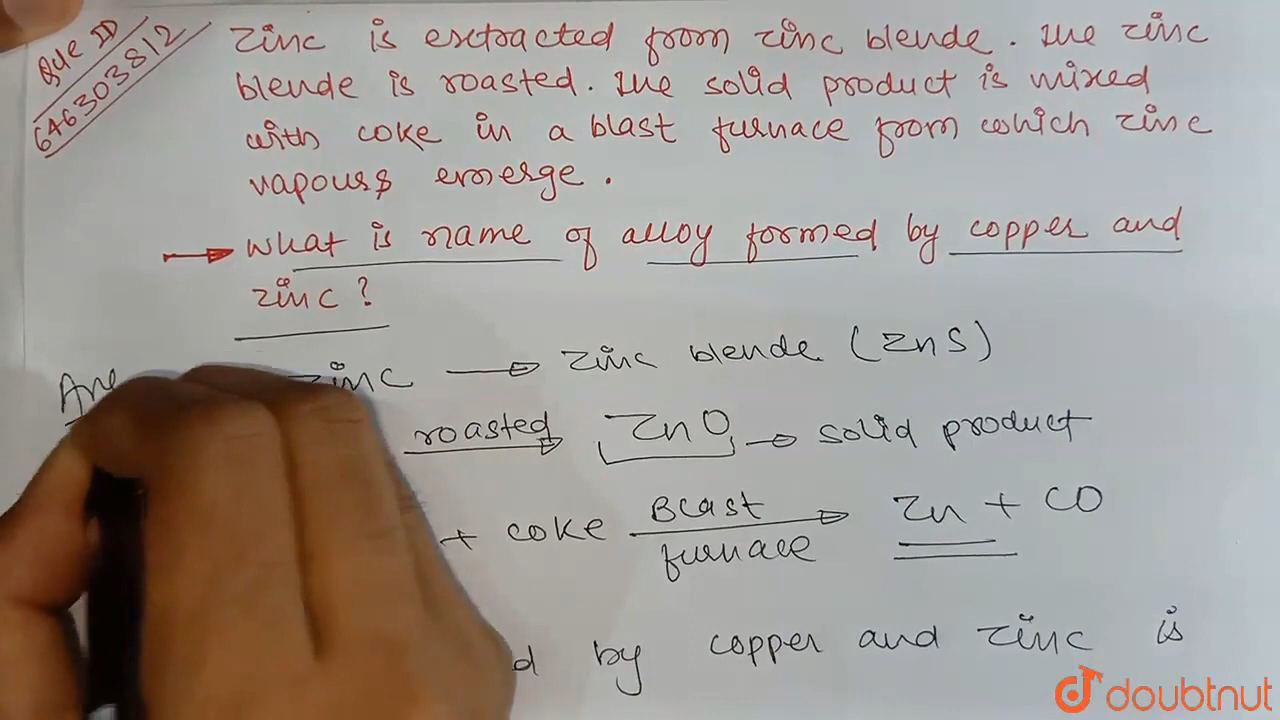 Que ID
646303812
Zinc is extracted from zinc blende. The zinc
blende is roasted. The solid product is mixed
with coke in a blast furnace from which zinc
vapours emerge.
→ What is name of alloy formed by copper and
zinc?
Ans
zinc → zinc blende (ZnS)
roasted → ZnO → solid product
+ coke Blast furnace → Zn + CO
by copper and zinc is
doubtnut